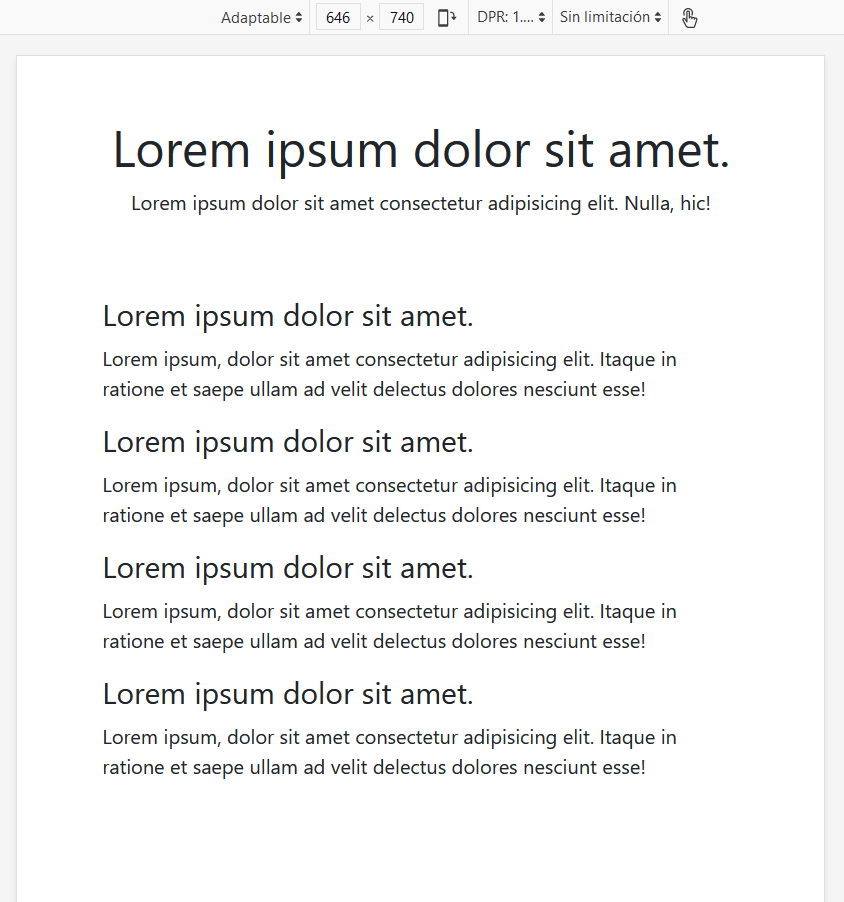 Adaptable 646 × 740 DPR: 1.... Sin limitación
Lorem ipsum dolor sit amet.
Lorem ipsum dolor sit amet consectetur adipisicing elit. Nulla, hic!
Lorem ipsum dolor sit amet.
Lorem ipsum, dolor sit amet consectetur adipisicing elit. Itaque in
ratione et saepe ullam ad velit delectus dolores nesciunt esse!
Lorem ipsum dolor sit amet.
Lorem ipsum, dolor sit amet consectetur adipisicing elit. Itaque in
ratione et saepe ullam ad velit delectus dolores nesciunt esse!
Lorem ipsum dolor sit amet.
Lorem ipsum, dolor sit amet consectetur adipisicing elit. Itaque in
ratione et saepe ullam ad velit delectus dolores nesciunt esse!
Lorem ipsum dolor sit amet.
Lorem ipsum, dolor sit amet consectetur adipisicing elit. Itaque in
ratione et saepe ullam ad velit delectus dolores nesciunt esse!